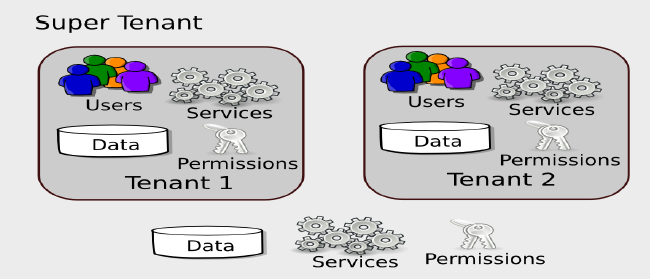 Super Tenant
Users
Services
Data
Permissions
Tenant 1
Users
Services
Data
Permissions
Tenant 2
Data
Services
Permissions